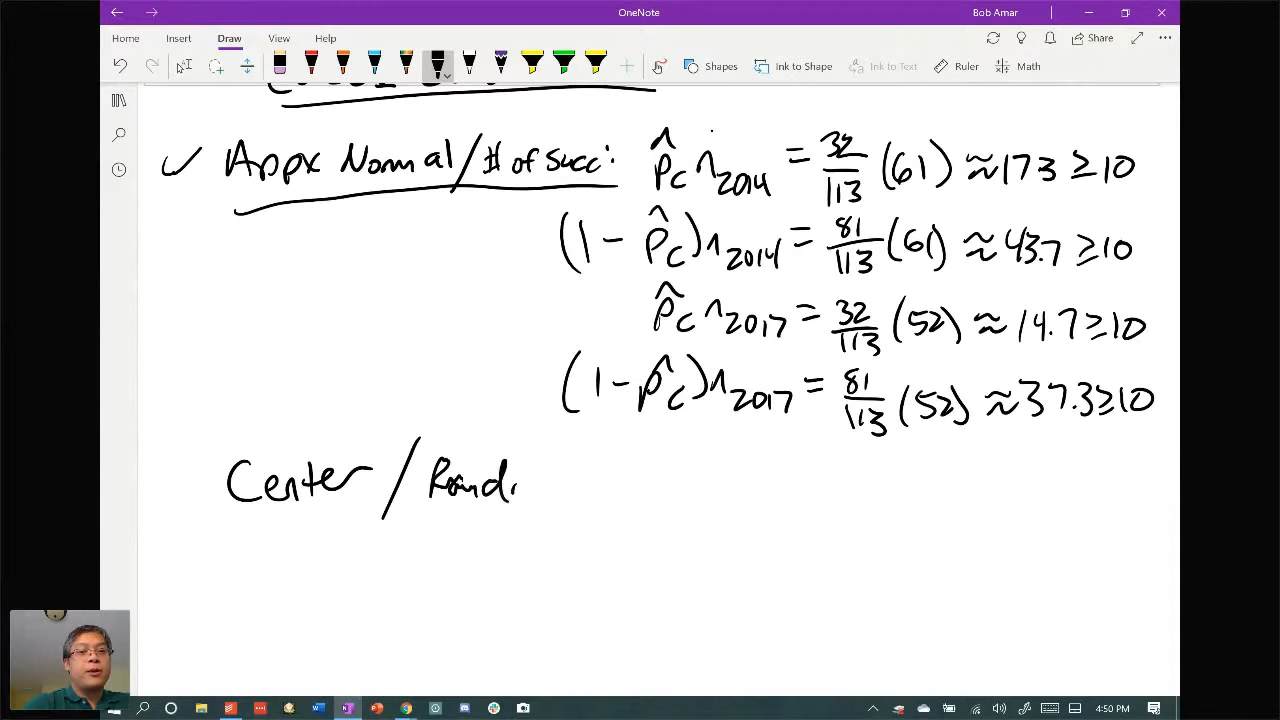 OneNote
Bob Amar
Home Insert Draw View Help
Share
Shapes Ink to Shape Ink to Text Ruler Math
✓ Appx Normal/# of Succ: p̂c n2014 = 32/113 (61) ≈ 17.3 ≥ 10
(1 - p̂c) n2014 = 81/113 (61) ≈ 43.7 ≥ 10
p̂c n2017 = 32/113 (52) ≈ 14.7 ≥ 10
(1 - p̂c) n2017 = 81/113 (52) ≈ 37.3 ≥ 10
Center / Rand
4:50 PM